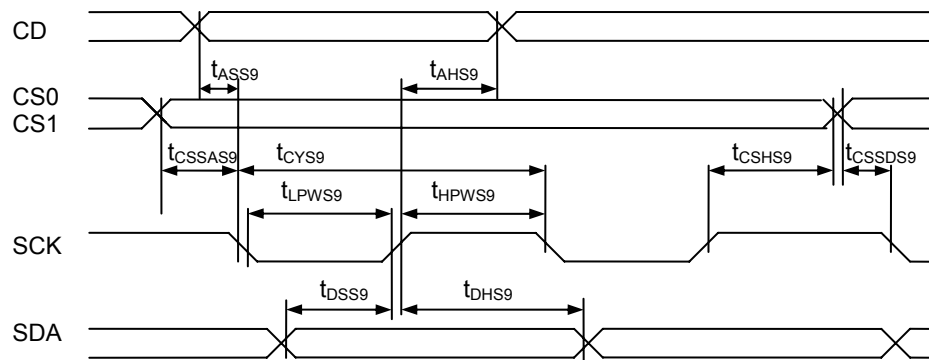 CD
tASS9 tAHS9
CS0
CS1
tCSSAS9 tCYS9 tCSHS9 tCSSDS9
tLPWS9 tHPWS9
SCK
tDSS9 tDHS9
SDA